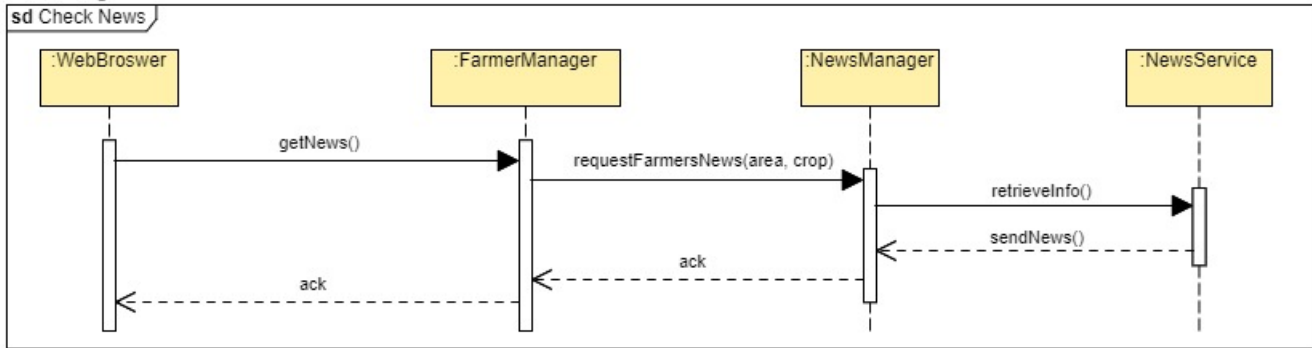 sd Check News
:WebBroswer
:FarmerManager
:NewsManager
:NewsService
getNews()
requestFarmersNews(area, crop)
retrieveInfo()
sendNews()
ack
ack